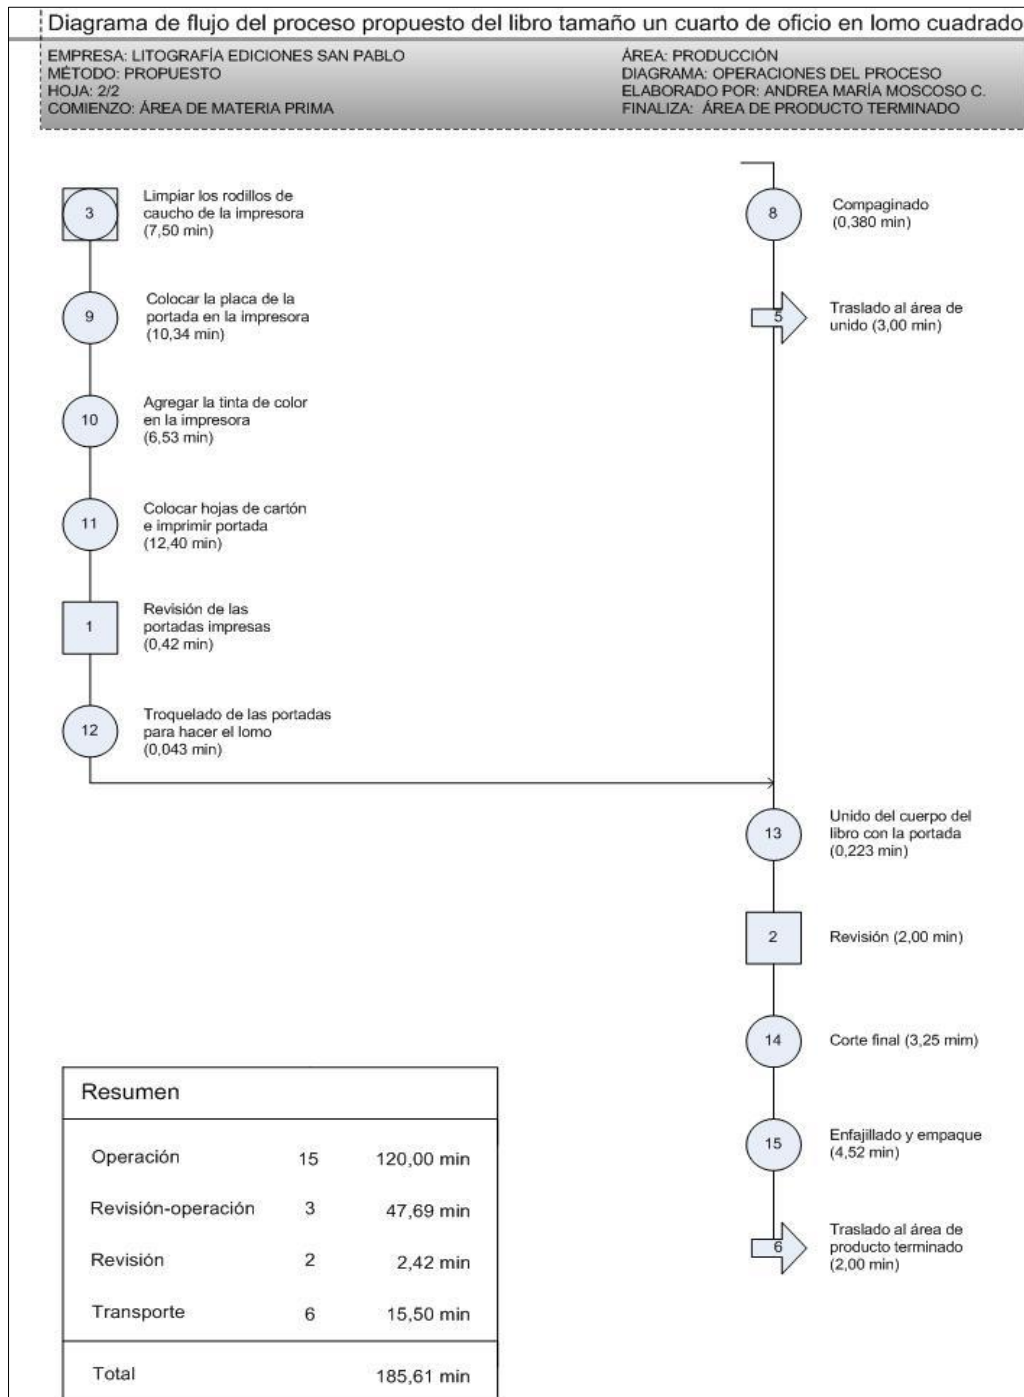 Diagrama de flujo del proceso propuesto del libro tamaño un cuarto de oficio en lomo cuadrado
EMPRESA: LITOGRAFÍA EDICIONES SAN PABLO
MÉTODO: PROPUESTO
HOJA: 2/2
COMIENZO: ÁREA DE MATERIA PRIMA
ÁREA: PRODUCCIÓN
DIAGRAMA: OPERACIONES DEL PROCESO
ELABORADO POR: ANDREA MARÍA MOSCOSO C.
FINALIZA: ÁREA DE PRODUCTO TERMINADO
3
Limpiar los rodillos de
caucho de la impresora
(7,50 min)
9
Colocar la placa de la
portada en la impresora
(10,34 min)
10
Agregar la tinta de color
en la impresora
(6,53 min)
11
Colocar hojas de cartón
e imprimir portada
(12,40 min)
1
Revisión de las
portadas impresas
(0,42 min)
12
Troquelado de las portadas
para hacer el lomo
(0,043 min)
8
Compaginado
(0,380 min)
5
Traslado al área de
unido (3,00 min)
13
Unido del cuerpo del
libro con la portada
(0,223 min)
2
Revisión (2,00 min)
14
Corte final (3,25 mim)
15
Enfajillado y empaque
(4,52 min)
6
Traslado al área de
producto terminado
(2,00 min)
Resumen
Operación 15 120,00 min
Revisión-operación 3 47,69 min
Revisión 2 2,42 min
Transporte 6 15,50 min
Total 185,61 min